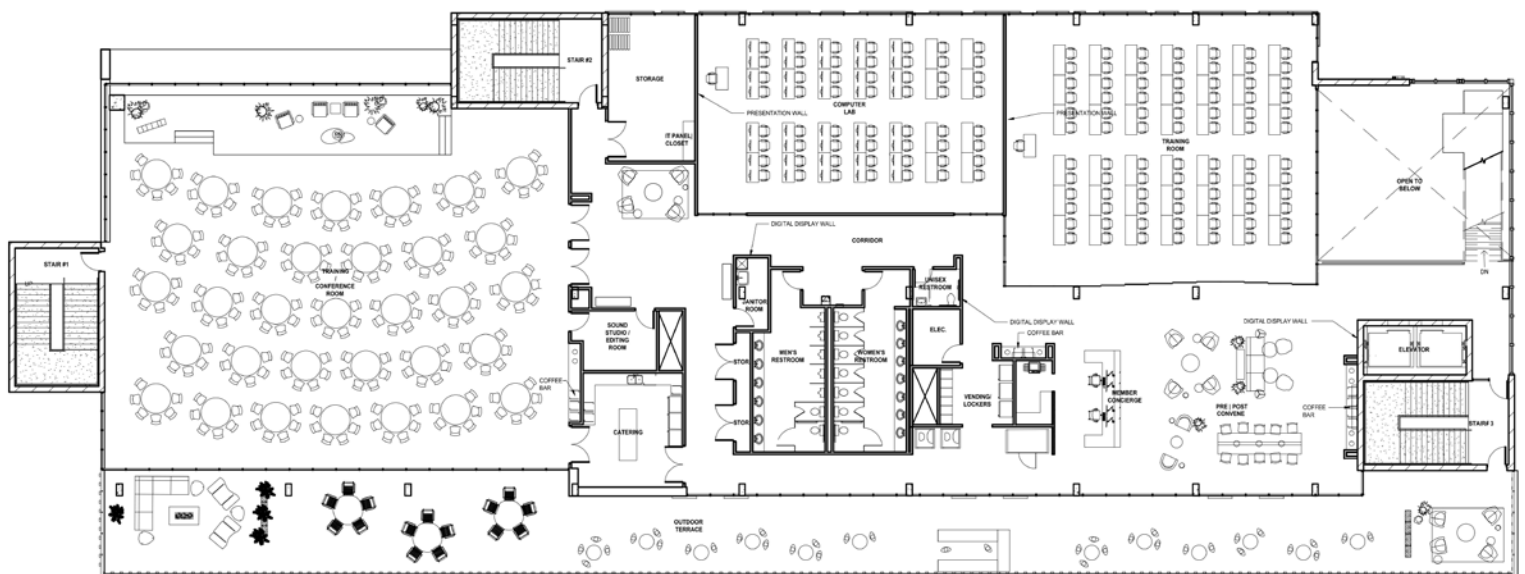 STAIR #2
STORAGE
IT PANEL/
CLOSET
PRESENTATION WALL
COMPUTER
LAB
PRESENTATION WALL
TRAINING
ROOM
OPEN TO
BELOW
DIGITAL DISPLAY WALL
CORRIDOR
STAIR #1
UP
TRAINING
/
CONFERENCE
ROOM
DN
JANITOR
ROOM
UNISEX
RESTROOM
SOUND
STUDIO /
EDITING
ROOM
ELEC.
DIGITAL DISPLAY WALL
COFFEE BAR
DIGITAL DISPLAY WALL
ELEVATOR
STOR
MEN'S
RESTROOM
WOMEN'S
RESTROOM
COFFEE
BAR
VENDING/
LOCKERS
MEMBER
CONCIERGE
PRE | POST
CONVENE
COFFEE
BAR
STOR
CATERING
STAIR# 3
OUTDOOR
TERRACE